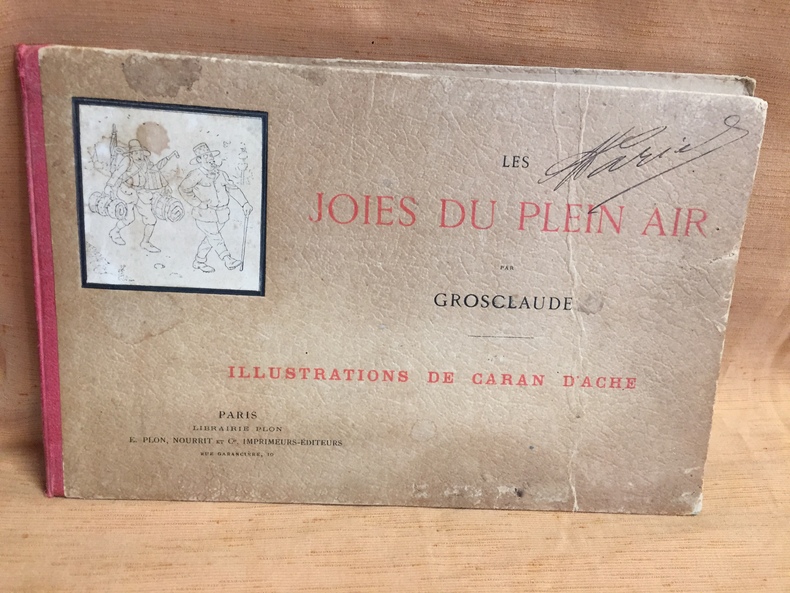 LES
Marie
JOIES DU PLEIN AIR
PAR
GROSCLAUDE
ILLUSTRATIONS DE CARAN D'ACHE
PARIS
LIBRAIRIE PLON
E. PLON, NOURRIT ET Cie, IMPRIMEURS-ÉDITEURS
RUE GARANCIÈRE, 10